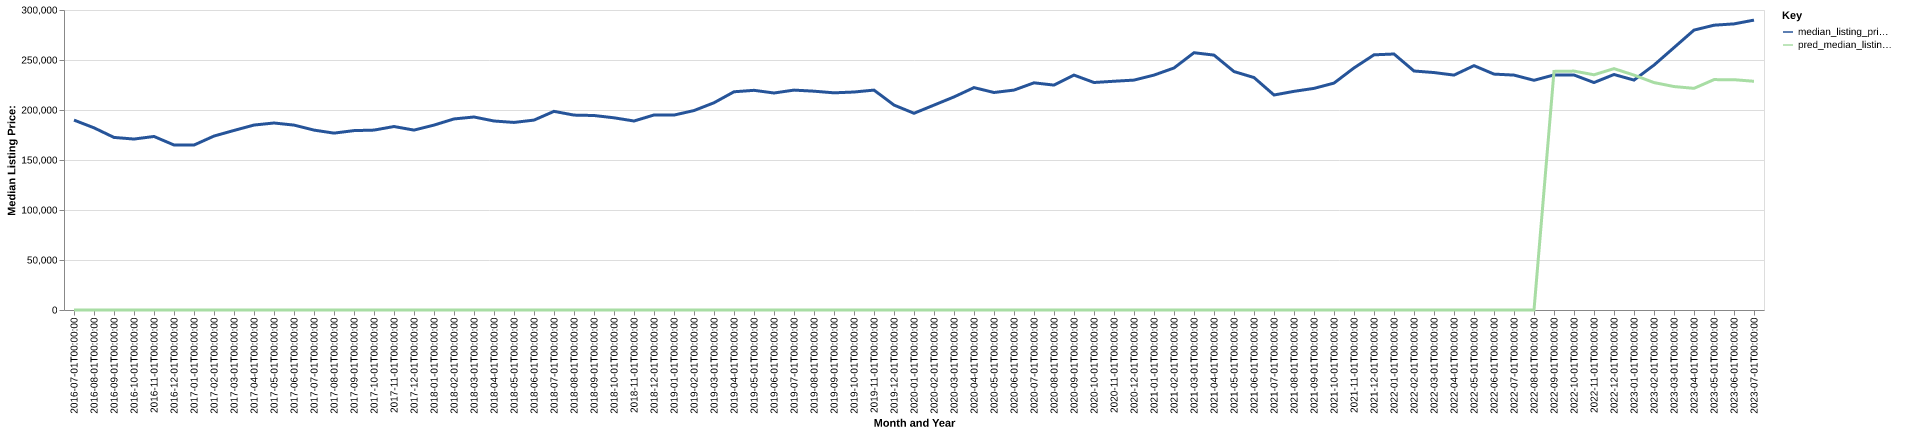 Median Listing Price:
300,000
250,000
200,000
150,000
100,000
50,000
0
2016-07-01T00:00:00
2016-08-01T00:00:00
2016-09-01T00:00:00
2016-10-01T00:00:00
2016-11-01T00:00:00
2016-12-01T00:00:00
2017-01-01T00:00:00
2017-02-01T00:00:00
2017-03-01T00:00:00
2017-04-01T00:00:00
2017-05-01T00:00:00
2017-06-01T00:00:00
2017-07-01T00:00:00
2017-08-01T00:00:00
2017-09-01T00:00:00
2017-10-01T00:00:00
2017-11-01T00:00:00
2017-12-01T00:00:00
2018-01-01T00:00:00
2018-02-01T00:00:00
2018-03-01T00:00:00
2018-04-01T00:00:00
2018-05-01T00:00:00
2018-06-01T00:00:00
2018-07-01T00:00:00
2018-08-01T00:00:00
2018-09-01T00:00:00
2018-10-01T00:00:00
2018-11-01T00:00:00
2018-12-01T00:00:00
2019-01-01T00:00:00
2019-02-01T00:00:00
2019-03-01T00:00:00
2019-04-01T00:00:00
2019-05-01T00:00:00
2019-06-01T00:00:00
2019-07-01T00:00:00
2019-08-01T00:00:00
2019-09-01T00:00:00
2019-10-01T00:00:00
2019-11-01T00:00:00
2019-12-01T00:00:00
2020-01-01T00:00:00
2020-02-01T00:00:00
2020-03-01T00:00:00
2020-04-01T00:00:00
2020-05-01T00:00:00
2020-06-01T00:00:00
2020-07-01T00:00:00
2020-08-01T00:00:00
2020-09-01T00:00:00
2020-10-01T00:00:00
2020-11-01T00:00:00
2020-12-01T00:00:00
2021-01-01T00:00:00
2021-02-01T00:00:00
2021-03-01T00:00:00
2021-04-01T00:00:00
2021-05-01T00:00:00
2021-06-01T00:00:00
2021-07-01T00:00:00
2021-08-01T00:00:00
2021-09-01T00:00:00
2021-10-01T00:00:00
2021-11-01T00:00:00
2021-12-01T00:00:00
2022-01-01T00:00:00
2022-02-01T00:00:00
2022-03-01T00:00:00
2022-04-01T00:00:00
2022-05-01T00:00:00
2022-06-01T00:00:00
2022-07-01T00:00:00
2022-08-01T00:00:00
2022-09-01T00:00:00
2022-10-01T00:00:00
2022-11-01T00:00:00
2022-12-01T00:00:00
2023-01-01T00:00:00
2023-02-01T00:00:00
2023-03-01T00:00:00
2023-04-01T00:00:00
2023-05-01T00:00:00
2023-06-01T00:00:00
2023-07-01T00:00:00
Month and Year
Key
median_listing_pri…
pred_median_listin…